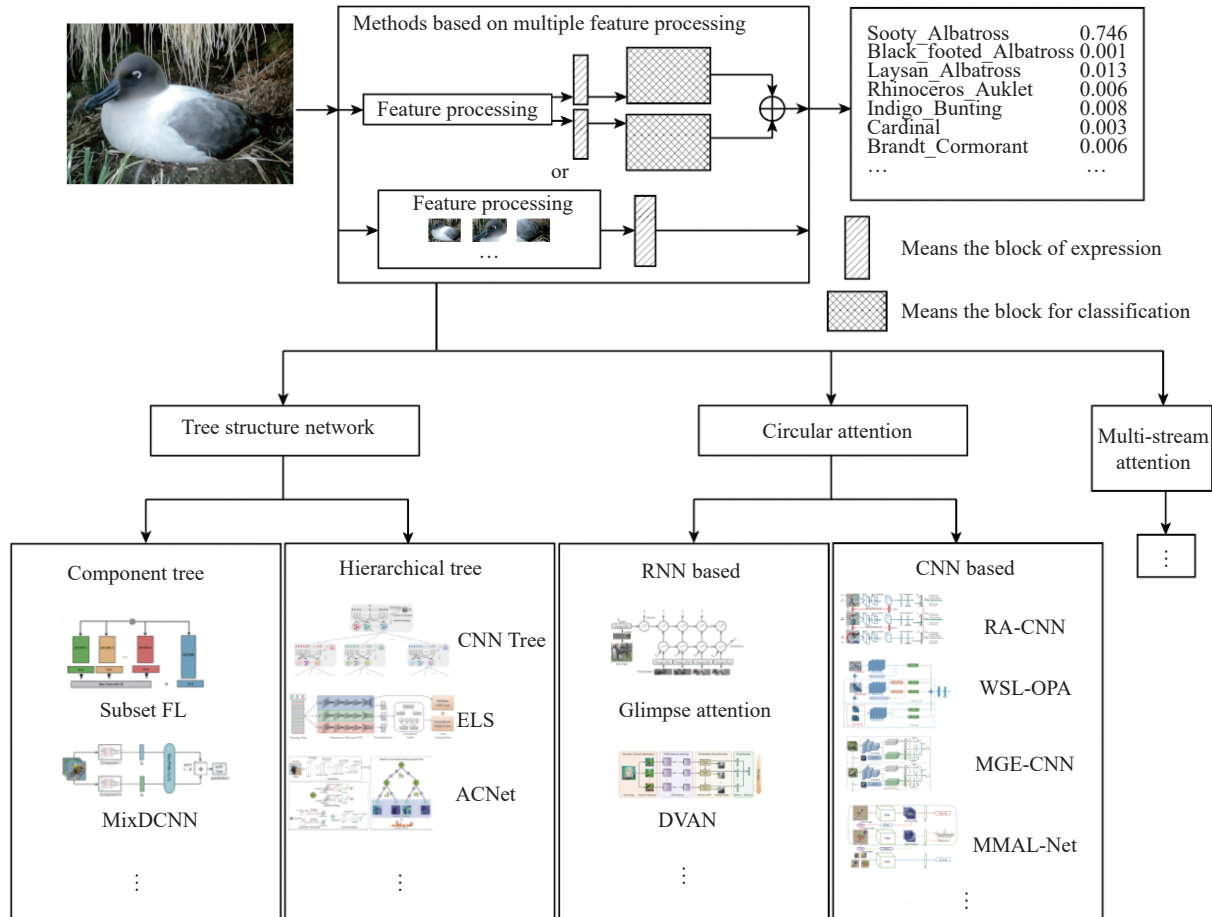 Methods based on multiple feature processing
Feature processing
or
Feature processing
…
Sooty_Albatross 0.746
Black_footed_Albatross 0.001
Laysan_Albatross 0.013
Rhinoceros_Auklet 0.006
Indigo_Bunting 0.008
Cardinal 0.003
Brandt_Cormorant 0.006
… …
Means the block of expression
Means the block for classification
Tree structure network
Circular attention
Multi-stream
attention
⋮
Component tree
Subset FL
MixDCNN
⋮
Hierarchical tree
CNN Tree
ELS
ACNet
⋮
RNN based
Glimpse attention
DVAN
⋮
CNN based
RA-CNN
WSL-OPA
MGE-CNN
MMAL-Net
⋮